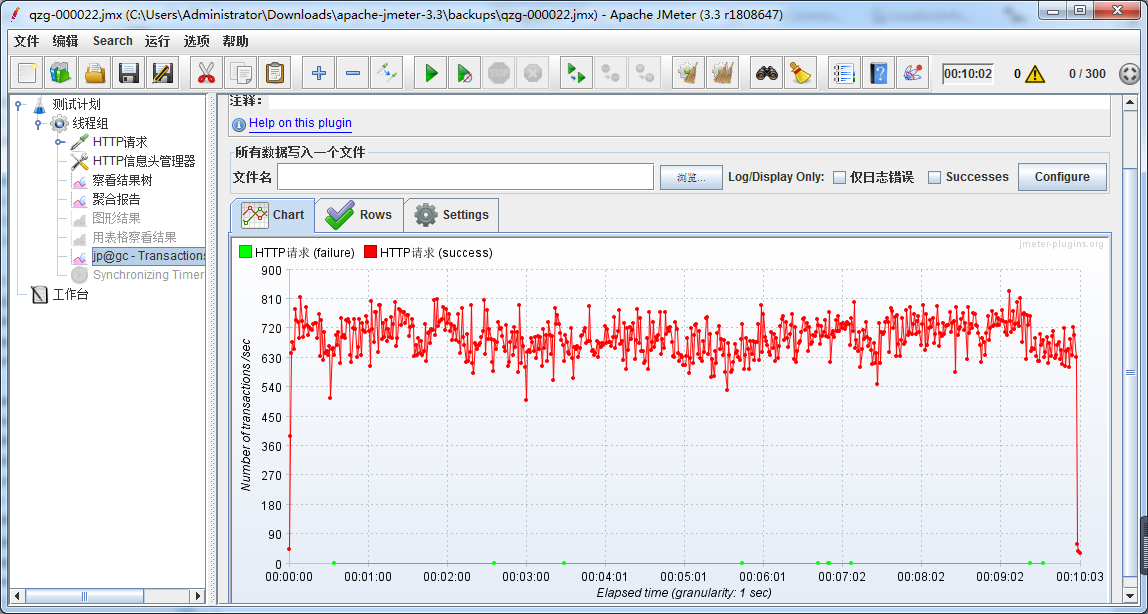 qzg-000022.jmx (C:\Users\Administrator\Downloads\apache-jmeter-3.3\backups\qzg-000022.jmx) - Apache JMeter (3.3 r1808647)
文件 编辑 Search 运行 选项 帮助
STOP
00:10:02 0 0 / 300
测试计划
线程组
HTTP请求
HTTP信息头管理器
察看结果树
聚合报告
图形结果
用表格察看结果
jp@gc - Transactions
Synchronizing Timer
工作台
注释：
Help on this plugin
所有数据写入一个文件
文件名 浏览... Log/Display Only: 仅日志错误 Successes Configure
Chart Rows Settings
jmeter-plugins.org
HTTP请求 (failure) HTTP请求 (success)
900
810
720
630
540
450
360
270
180
90
0
Number of transactions /sec
00:00:00 00:01:00 00:02:00 00:03:00 00:04:01 00:05:01 00:06:01 00:07:02 00:08:02 00:09:02 00:10:03
Elapsed time (granularity: 1 sec)